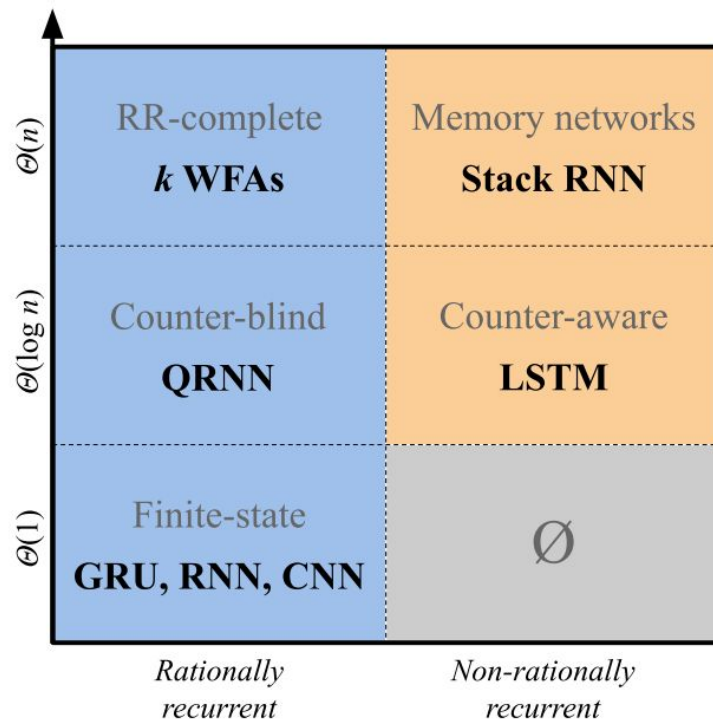 Θ(n)
RR-complete
k WFAs
Memory networks
Stack RNN
Θ(log n)
Counter-blind
QRNN
Counter-aware
LSTM
Θ(1)
Finite-state
GRU, RNN, CNN
Ø
Rationally
recurrent
Non-rationally
recurrent